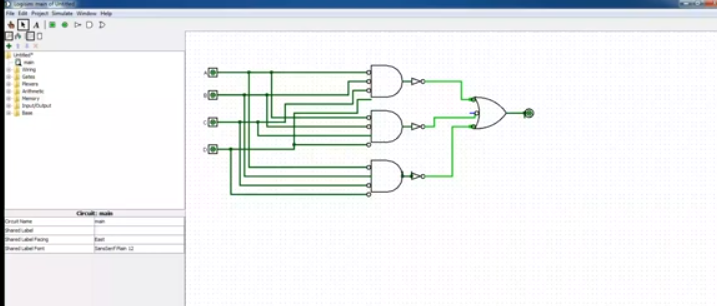 Logisim: main of Untitled
File Edit Project Simulate Window Help
A
Untitled*
main
Wiring
Gates
Plexers
Arithmetic
Memory
Input/Output
Base
A
B
C
D
Circuit: main
Circuit Name main
Shared Label
Shared Label Facing East
Shared Label Font SansSerif Plain 12